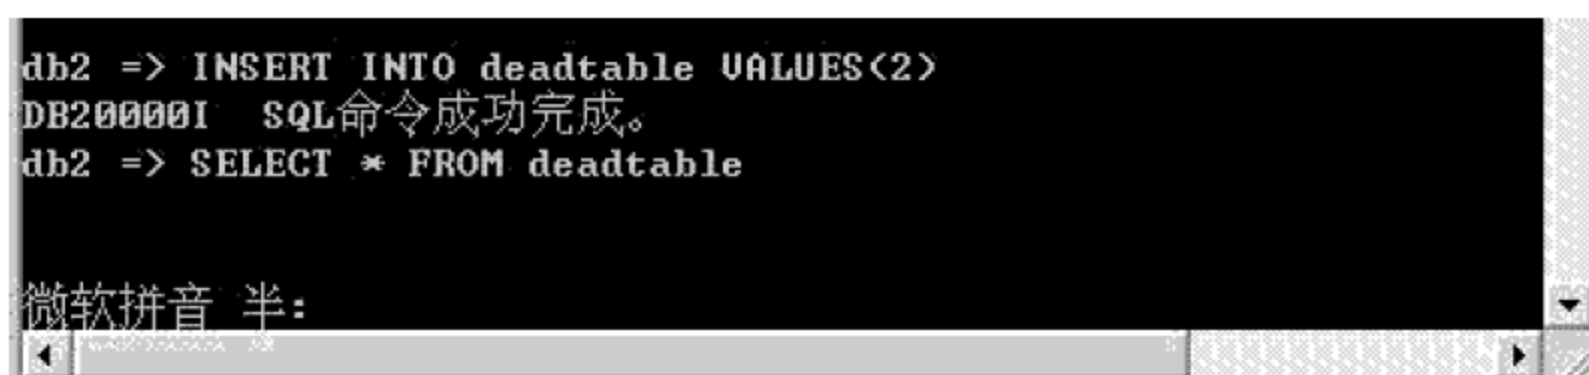 db2 => INSERT INTO deadtable VALUES(2)
DB20000I  SQL命令成功完成。
db2 => SELECT * FROM deadtable
微软拼音 半: